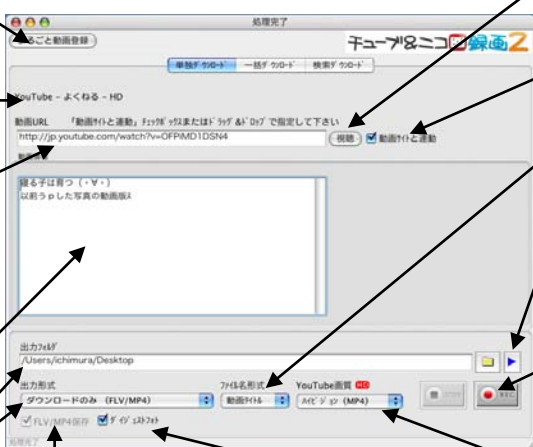 処理完了
まるごと動画登録
チューブ&ニコ録画2
単独ダウンロード 一括ダウンロード 検索ダウンロード
YouTube - よくねる - HD
動画URL 「動画サイトと連動」チェックボックスまたはドラッグ&ドロップで指定して下さい
http://jp.youtube.com/watch?v=OFPiMD1DSN4 視聴 動画サイトと連動
寝る子は育つ (・∀・)
以前うpした写真の動画版ﾇ
出力フォルダ
/Users/ichimura/Desktop
出力形式 ファイル名形式 YouTube画質 HD
ダウンロードのみ (FLV/MP4) 動画タイトル ハイビジョン (MP4) REC
FLV/MP4保存 ダイジェストフォト
処理完了